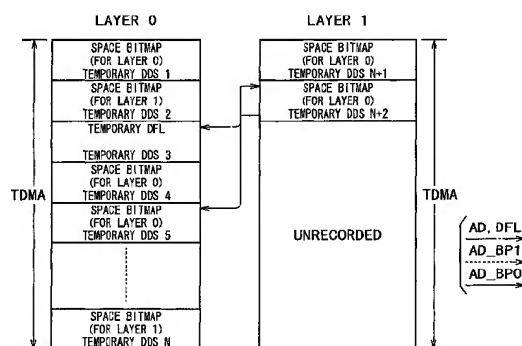 LAYER 0
LAYER 1
SPACE BITMAP
(FOR LAYER 0)
TEMPORARY DDS 1
SPACE BITMAP
(FOR LAYER 1)
TEMPORARY DDS 2
TEMPORARY DFL
TEMPORARY DDS 3
SPACE BITMAP
(FOR LAYER 0)
TEMPORARY DDS 4
SPACE BITMAP
(FOR LAYER 0)
TEMPORARY DDS 5
SPACE BITMAP
(FOR LAYER 1)
TEMPORARY DDS N
TDMA
SPACE BITMAP
(FOR LAYER 0)
TEMPORARY DDS N+1
SPACE BITMAP
(FOR LAYER 0)
TEMPORARY DDS N+2
UNRECORDED
TDMA
AD, DFL
AD_BP1
AD_BP0